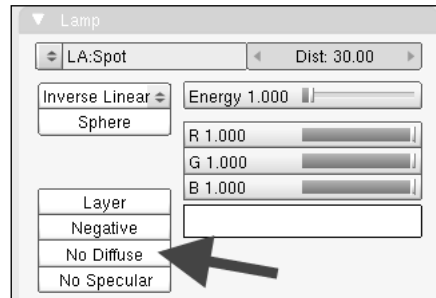 Lamp
LA:Spot
Dist: 30.00
Inverse Linear
Energy 1.000
Sphere
R 1.000
G 1.000
B 1.000
Layer
Negative
No Diffuse
No Specular